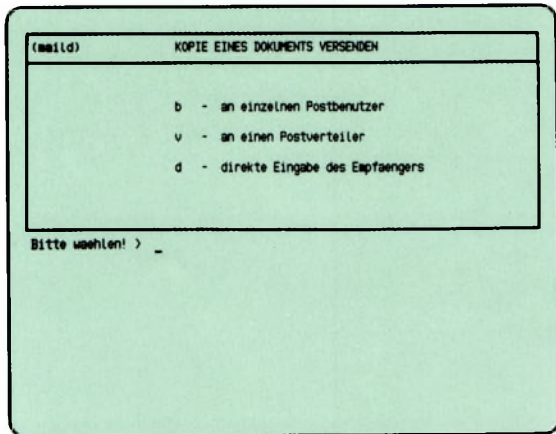 (maild) KOPIE EINES DOKUMENTS VERSENDEN
b - an einzelnen Postbenutzer
v - an einen Postverteiler
d - direkte Eingabe des Empfaengers
Bitte waehlen! > _